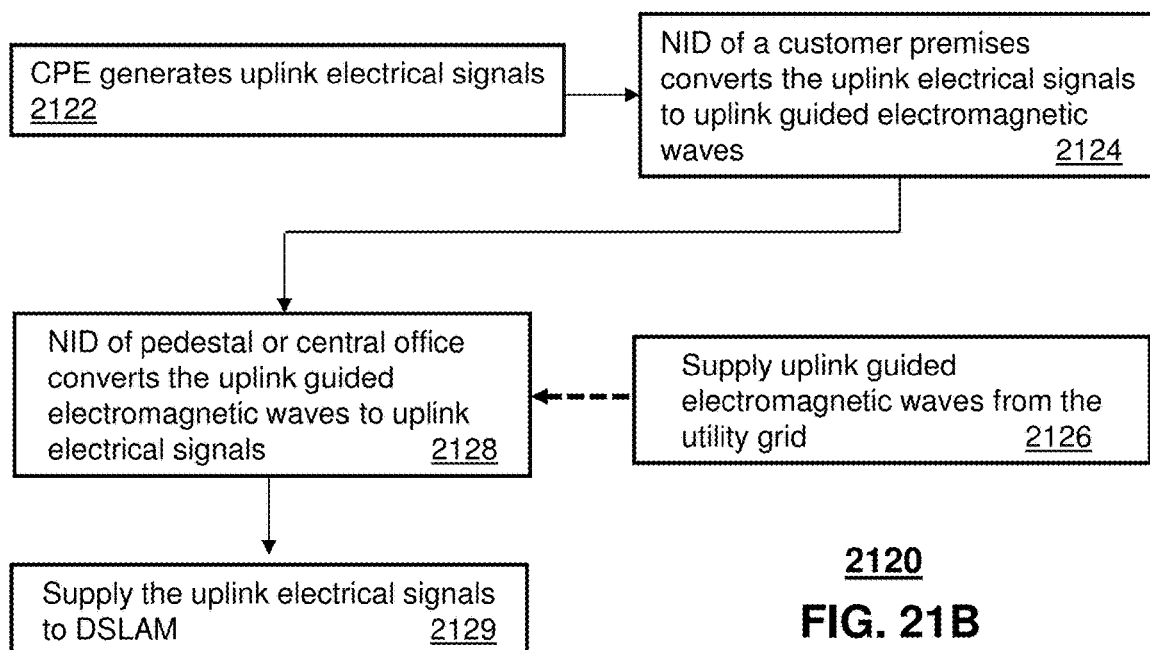 CPE generates uplink electrical signals
2122
NID of a customer premises
converts the uplink electrical signals
to uplink guided electromagnetic
waves 2124
NID of pedestal or central office
converts the uplink guided
electromagnetic waves to uplink
electrical signals 2128
Supply uplink guided
electromagnetic waves from the
utility grid 2126
Supply the uplink electrical signals
to DSLAM 2129
2120
FIG. 21B